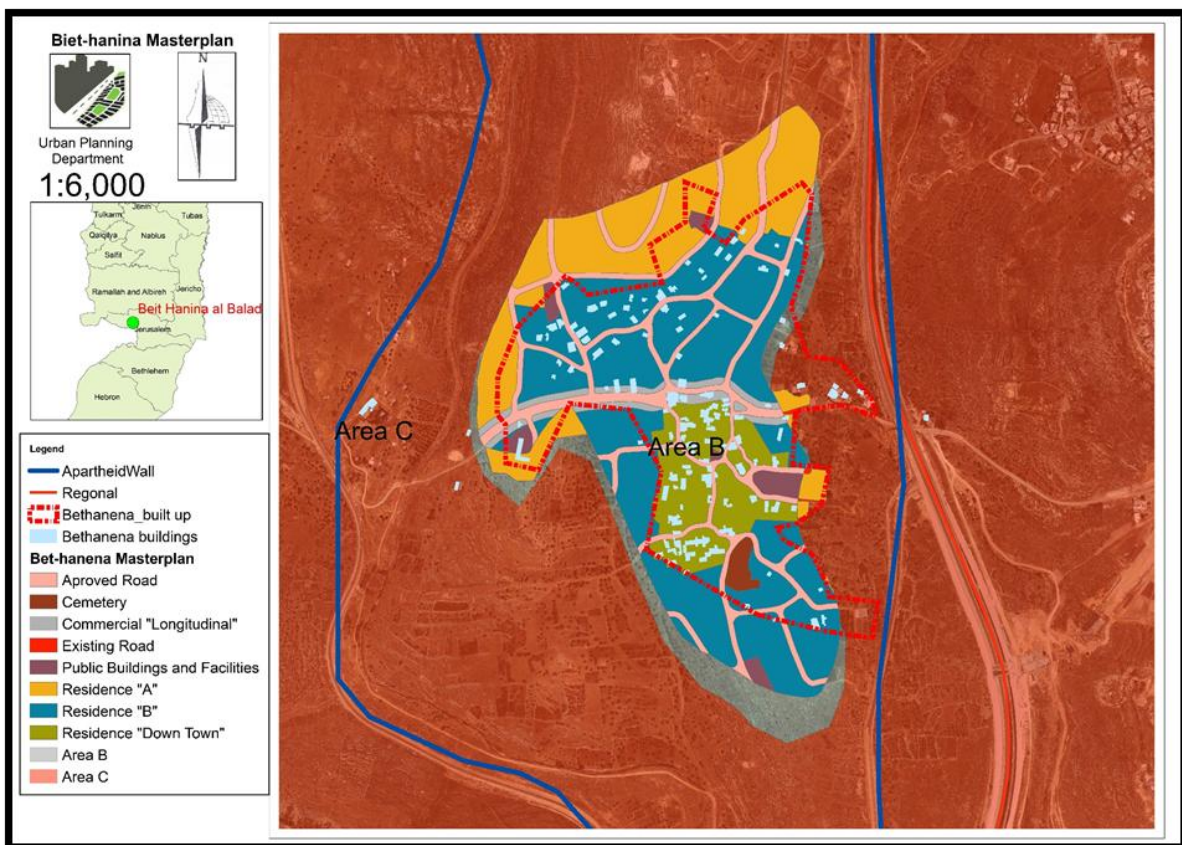 Biet-hanina Masterplan
N
Urban Planning
Department
1:6,000
Jenin
Tulkarm
Tubas
Qalqilya
Nablus
Salfit
Jericho
Ramallah and Albireh
Beit Hanina al Balad
Jerusalem
Bethlehem
Hebron
Legend
ApartheidWall
Regonal
Bethanena_built up
Bethanena buildings
Bet-hanena Masterplan
Aproved Road
Cemetery
Commercial "Longitudinal"
Existing Road
Public Buildings and Facilities
Residence "A"
Residence "B"
Residence "Down Town"
Area B
Area C
Area C
Area B